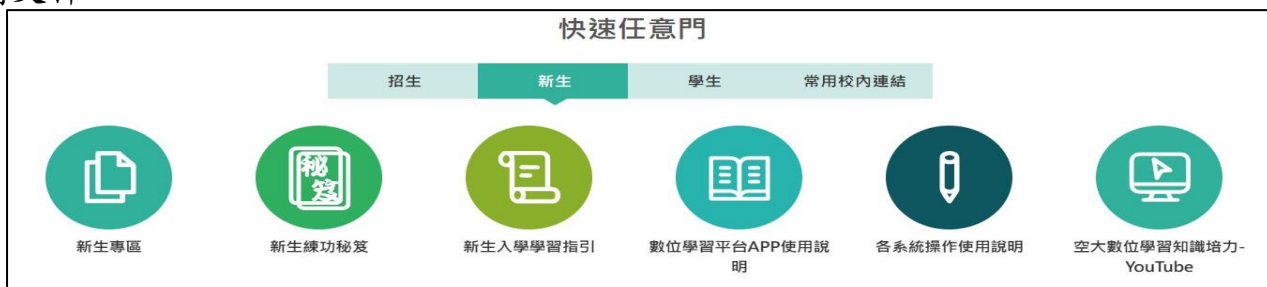 快速任意門
招生 新生 學生 常用校內連結
秘
笈
新生專區 新生練功秘笈 新生入學學習指引 數位學習平台APP使用說 各系統操作使用說明 空大數位學習知識培力-
明 YouTube